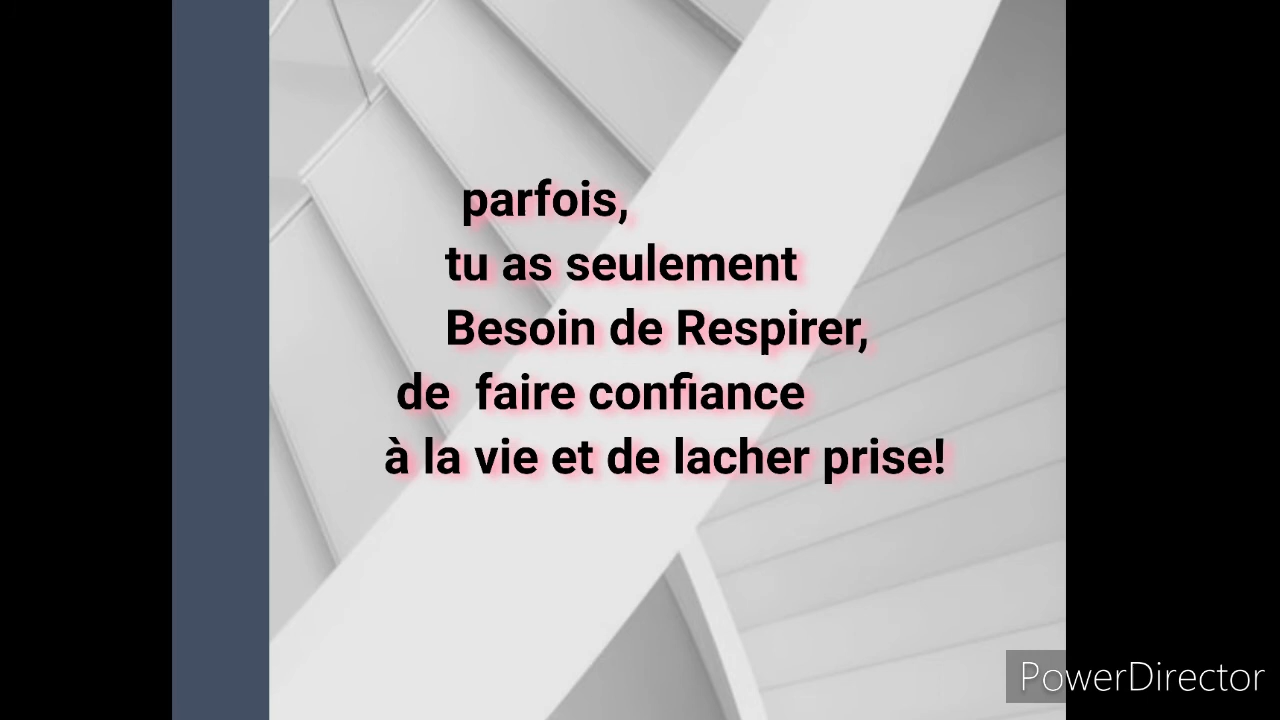 parfois,
tu as seulement
Besoin de Respirer,
de faire confiance
à la vie et de lacher prise!
PowerDirector